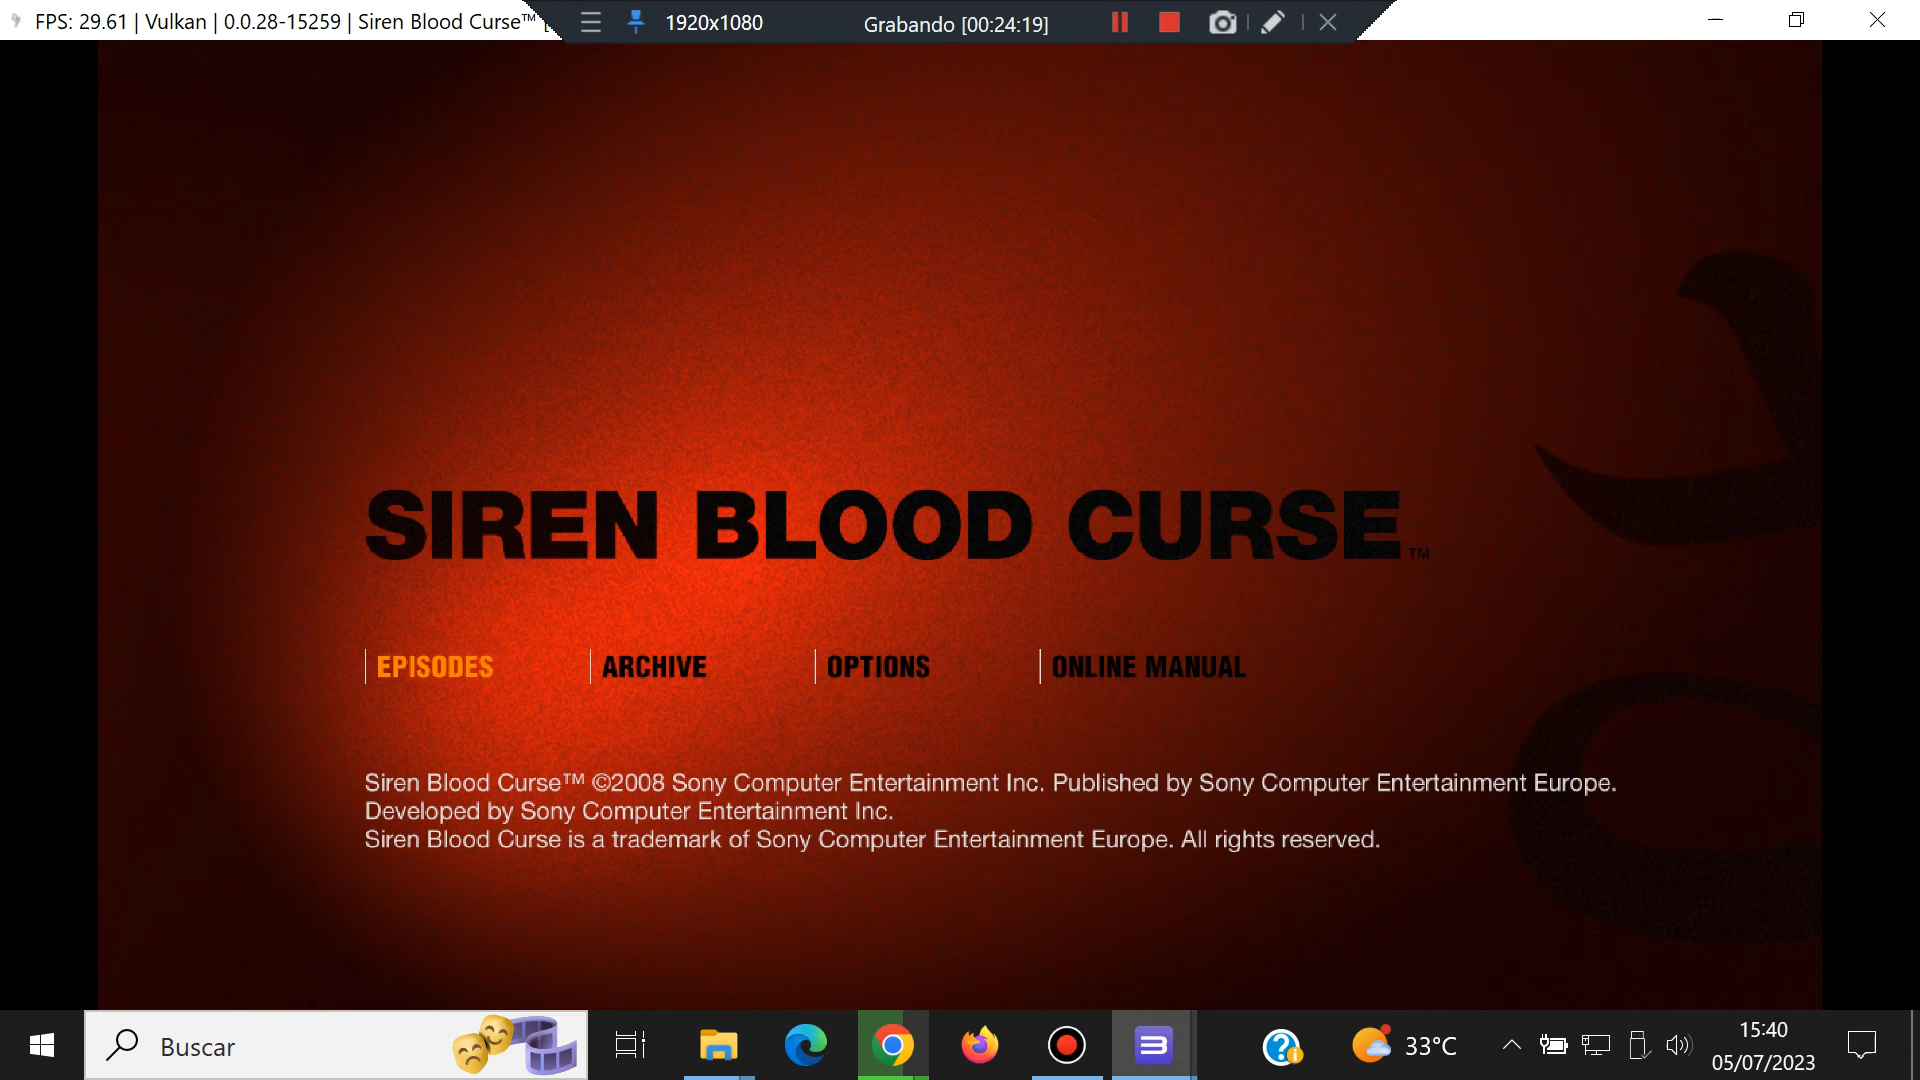 FPS: 29.61 | Vulkan | 0.0.28-15259 | Siren Blood Curse™ [
1920x1080
Grabando [00:24:19]
SIREN BLOOD CURSE™
EPISODES
ARCHIVE
OPTIONS
ONLINE MANUAL
Siren Blood Curse™ ©2008 Sony Computer Entertainment Inc. Published by Sony Computer Entertainment Europe.
Developed by Sony Computer Entertainment Inc.
Siren Blood Curse is a trademark of Sony Computer Entertainment Europe. All rights reserved.
Buscar
33°C
15:40
05/07/2023